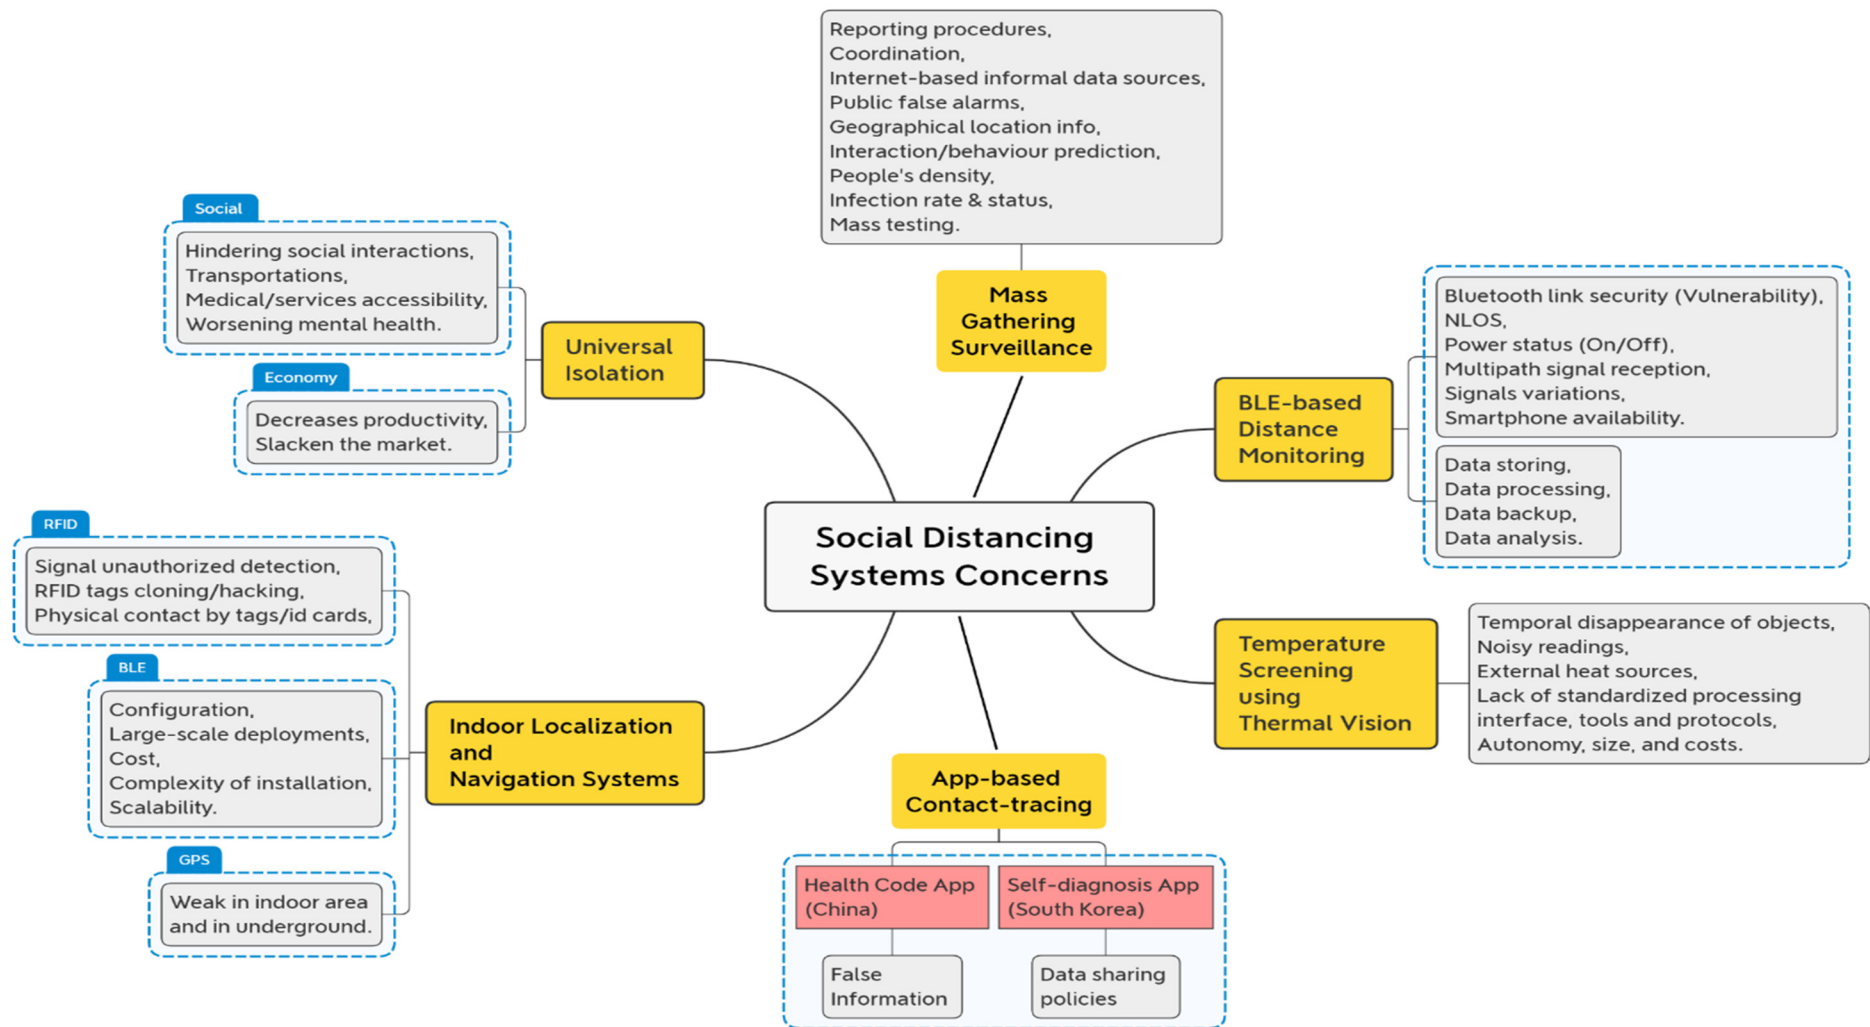 Reporting procedures,
Coordination,
Internet-based informal data sources,
Public false alarms,
Geographical location info,
Interaction/behaviour prediction,
People's density,
Infection rate & status,
Mass testing.
Mass
Gathering
Surveillance
Social
Hindering social interactions,
Transportations,
Medical/services accessibility,
Worsening mental health.
Economy
Decreases productivity,
Slacken the market.
Universal
Isolation
BLE-based
Distance
Monitoring
Bluetooth link security (Vulnerability),
NLOS,
Power status (On/Off),
Multipath signal reception,
Signals variations,
Smartphone availability.
Data storing,
Data processing,
Data backup,
Data analysis.
Social Distancing
Systems Concerns
RFID
Signal unauthorized detection,
RFID tags cloning/hacking,
Physical contact by tags/id cards,
BLE
Configuration,
Large-scale deployments,
Cost,
Complexity of installation,
Scalability.
GPS
Weak in indoor area
and in underground.
Indoor Localization
and
Navigation Systems
Temperature
Screening
using
Thermal Vision
Temporal disappearance of objects,
Noisy readings,
External heat sources,
Lack of standardized processing
interface, tools and protocols,
Autonomy, size, and costs.
App-based
Contact-tracing
Health Code App
(China)
False
Information
Self-diagnosis App
(South Korea)
Data sharing
policies